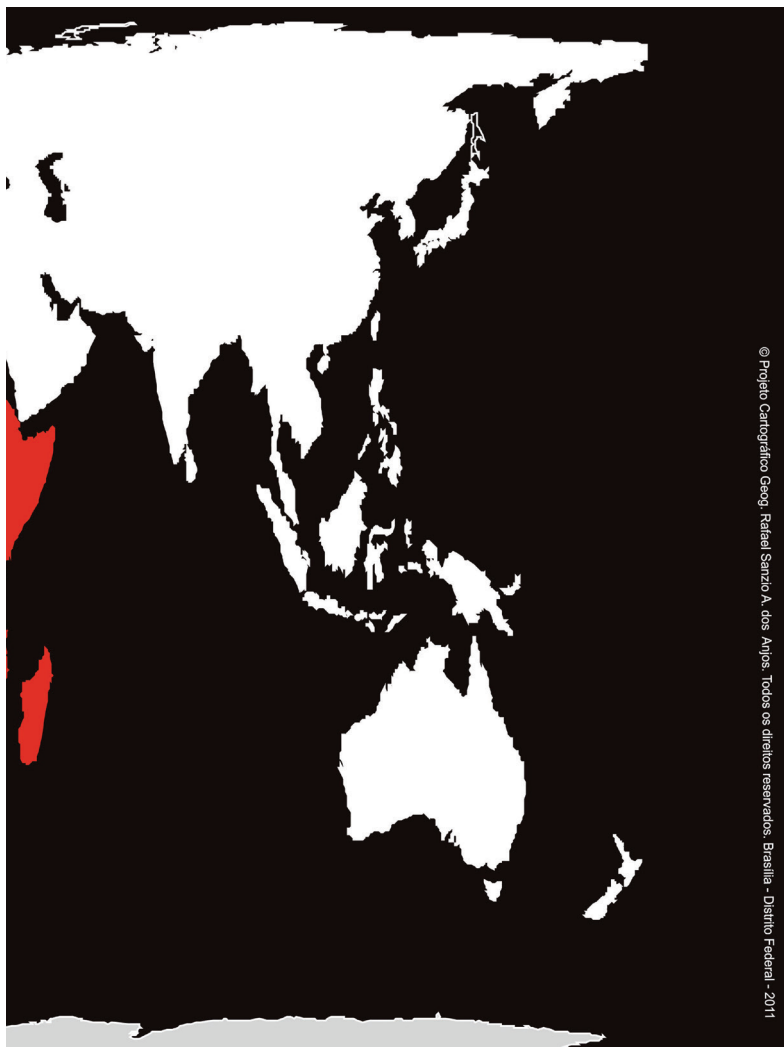 © Projeto Cartográfico Geog. Rafael Sanzio A. dos Anjos. Todos os direitos reservados. Brasília - Distrito Federal - 2011